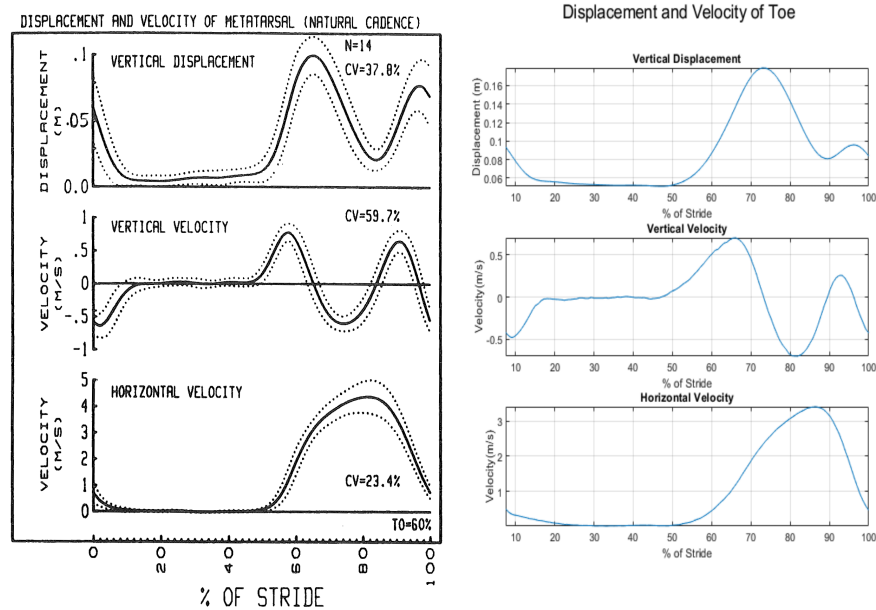 DISPLACEMENT AND VELOCITY OF METATARSAL (NATURAL CADENCE)
VERTICAL DISPLACEMENT
N=14
CV=37.8%
DISPLACEMENT
(M)
.1
.05
0.0
VERTICAL VELOCITY
CV=59.7%
VELOCITY
(M/S)
1
.5
0
-.5
-1
HORIZONTAL VELOCITY
CV=23.4%
TO=60%
VELOCITY
(M/S)
5
4
3
2
1
0
0 20 40 60 80 100
% OF STRIDE
Displacement and Velocity of Toe
Vertical Displacement
Displacement (m)
0.16
0.14
0.12
0.1
0.08
0.06
10 20 30 40 50 60 70 80 90 100
% of Stride
Vertical Velocity
Velocity(m/s)
0.5
0
-0.5
10 20 30 40 50 60 70 80 90 100
% of Stride
Horizontal Velocity
Velocity(m/s)
3
2
1
10 20 30 40 50 60 70 80 90 100
% of Stride